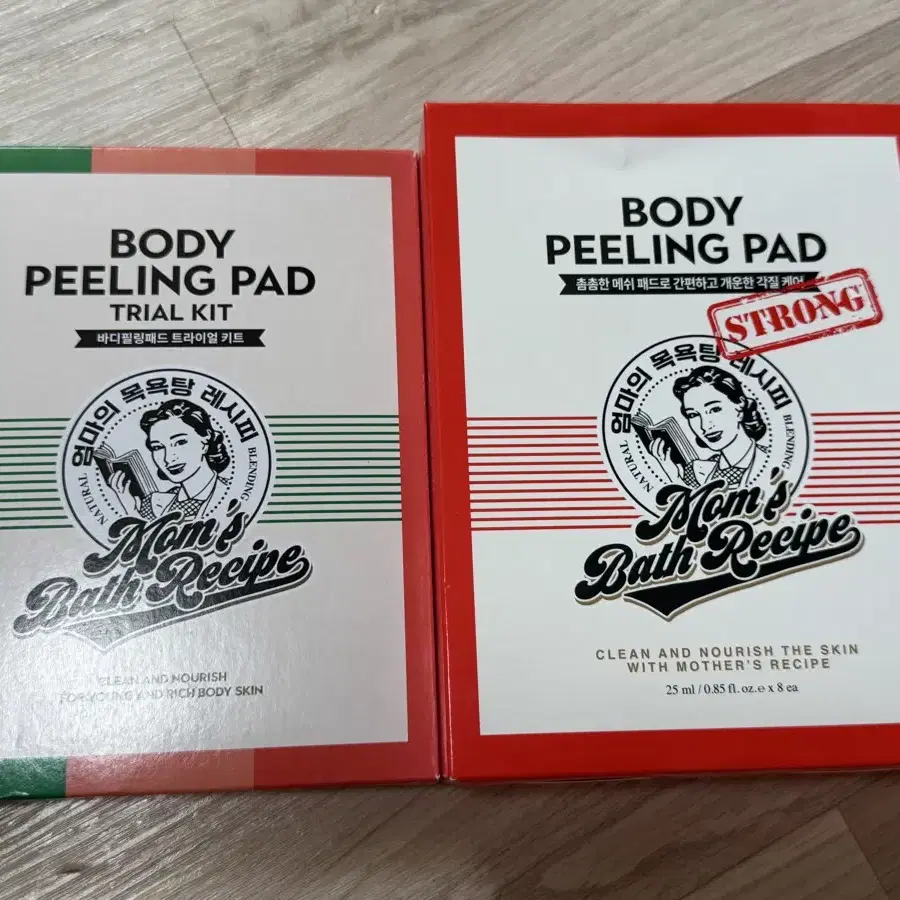 BODY
PEELING PAD
TRIAL KIT
바디필링패드 트라이얼 키트
엄마의 목욕탕 레시피
NATURAL
BLENDING
Mom's
Bath Recipe
CLEAN AND NOURISH
FOR YOUNG AND RICH BODY SKIN
BODY
PEELING PAD
촘촘한 메쉬 패드로 간편하고 개운한 각질 케어
STRONG
엄마의 목욕탕 레시피
NATURAL
BLENDING
Mom's
Bath Recipe
CLEAN AND NOURISH THE SKIN
WITH MOTHER'S RECIPE
25 ml / 0.85 fl. oz. e x 8 ea